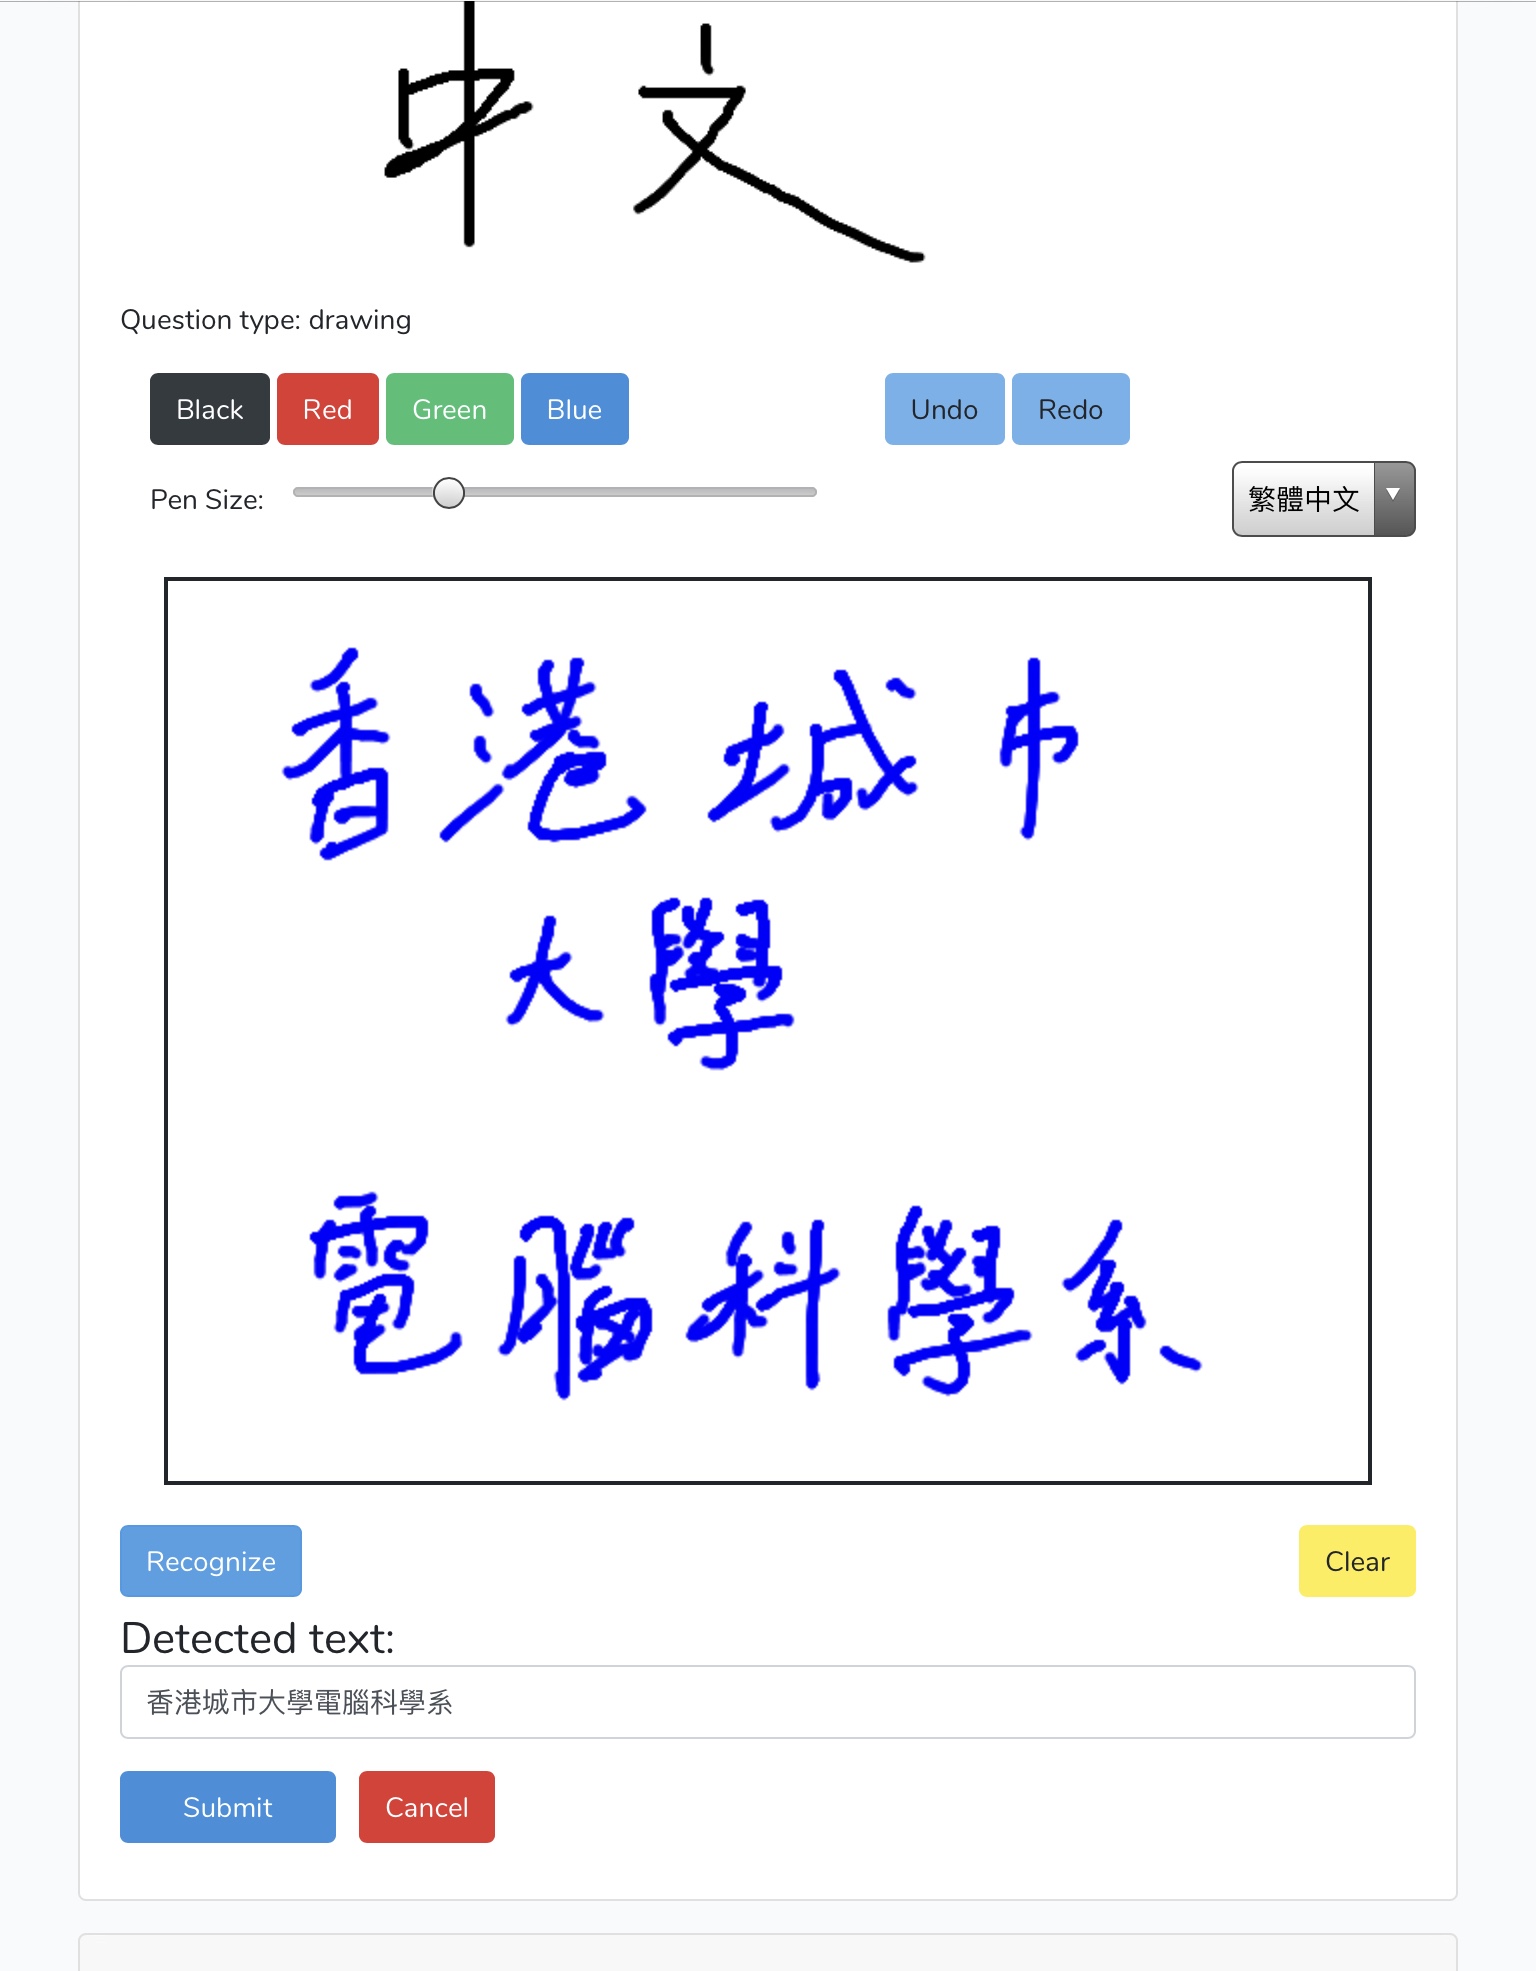 中文
Question type: drawing
Black Red Green Blue Undo Redo
Pen Size: 繁體中文
香港城市
大學
電腦科學系
Recognize Clear
Detected text:
香港城市大學電腦科學系
Submit Cancel